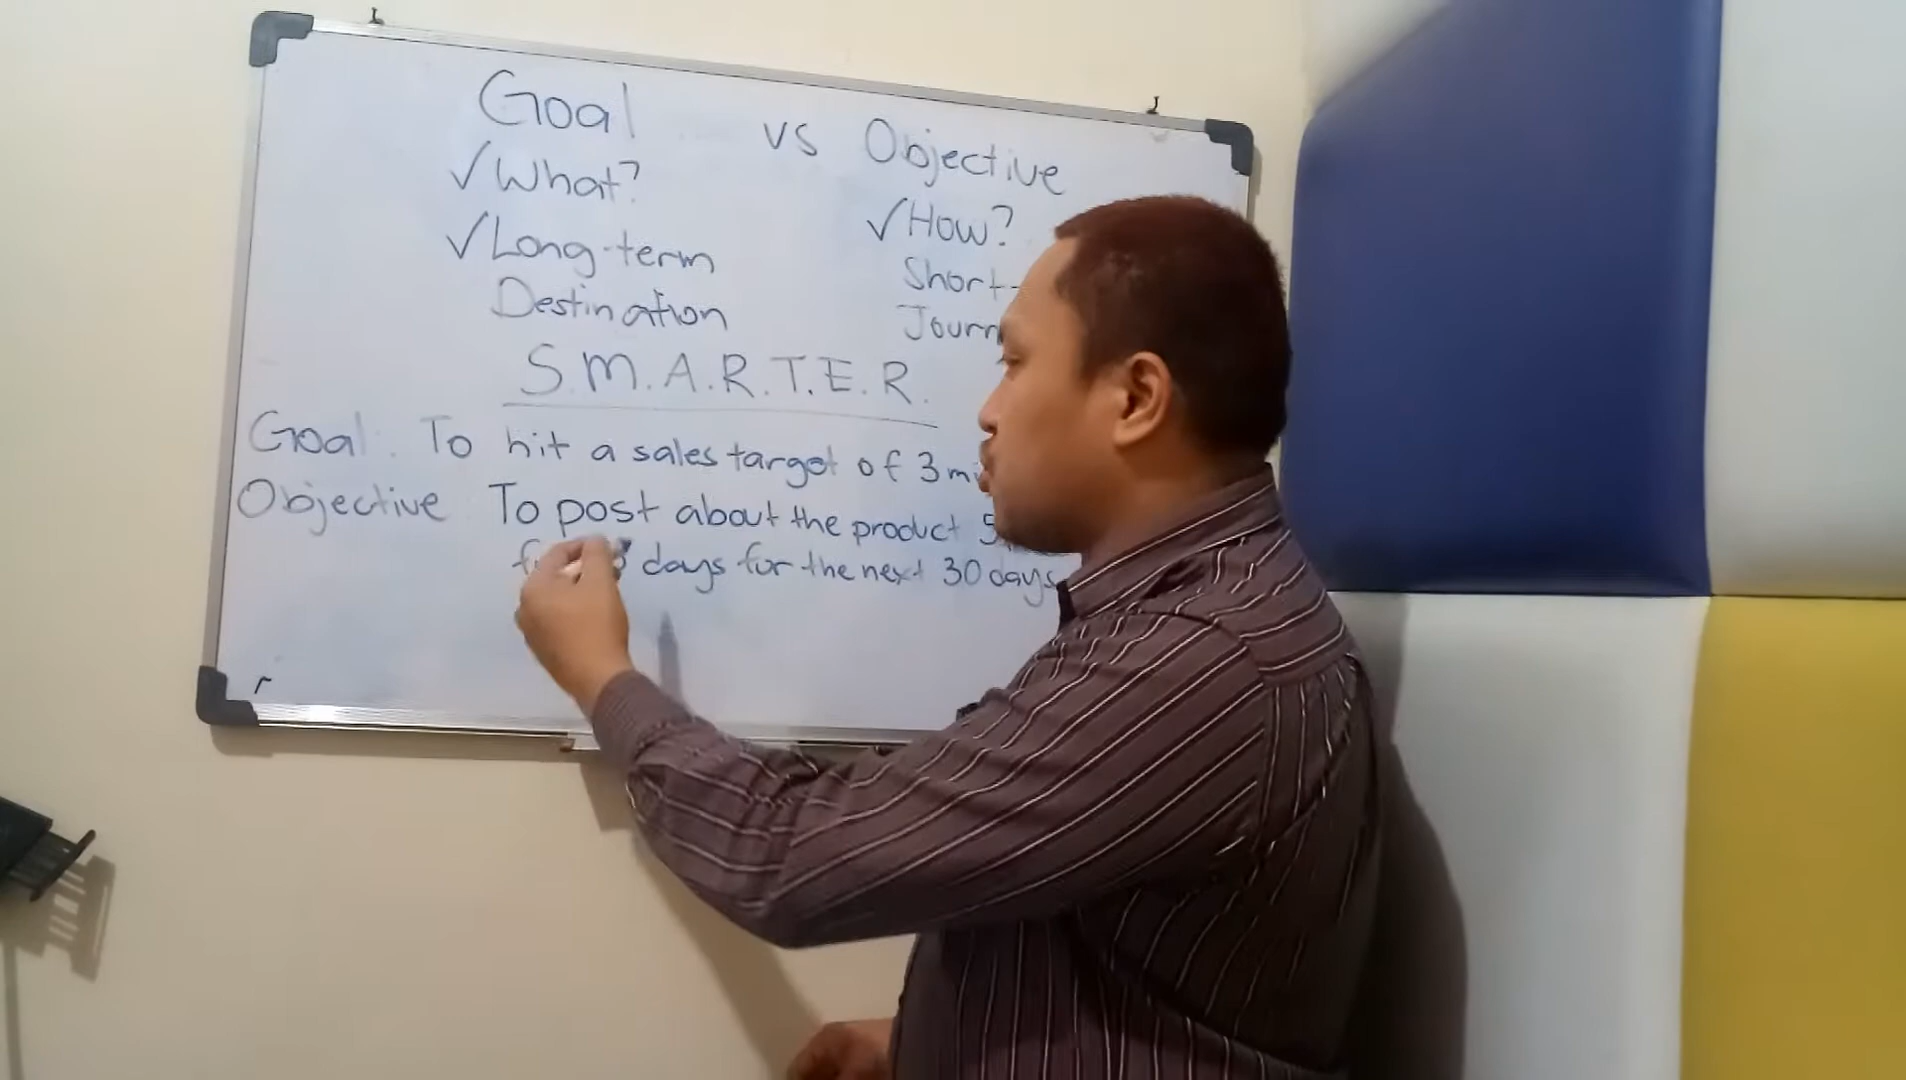 Goal vs Objective
✓What? ✓How?
✓Long-term Short-
Destination
S.M.A.R.T.E.R.
Goal: To hit a sales target of 3
Objective To post about the product 5
days for the next 30 days